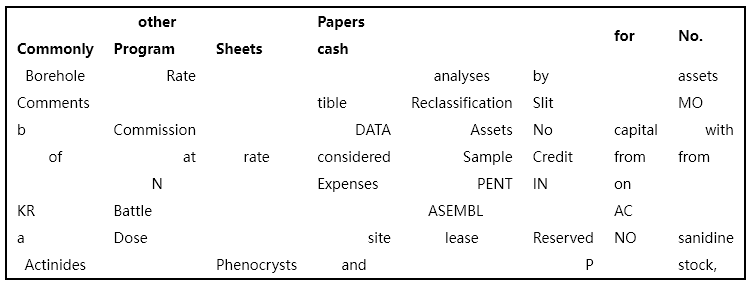 other Papers for No.
Commonly Program Sheets cash
Borehole Rate analyses by assets
Comments tible Reclassification Slit MO
b Commission DATA Assets No capital with
of at rate considered Sample Credit from from
N Expenses PENT IN on
KR Battle ASEMBL AC
a Dose site lease Reserved NO sanidine
Actinides Phenocrysts and P stock,